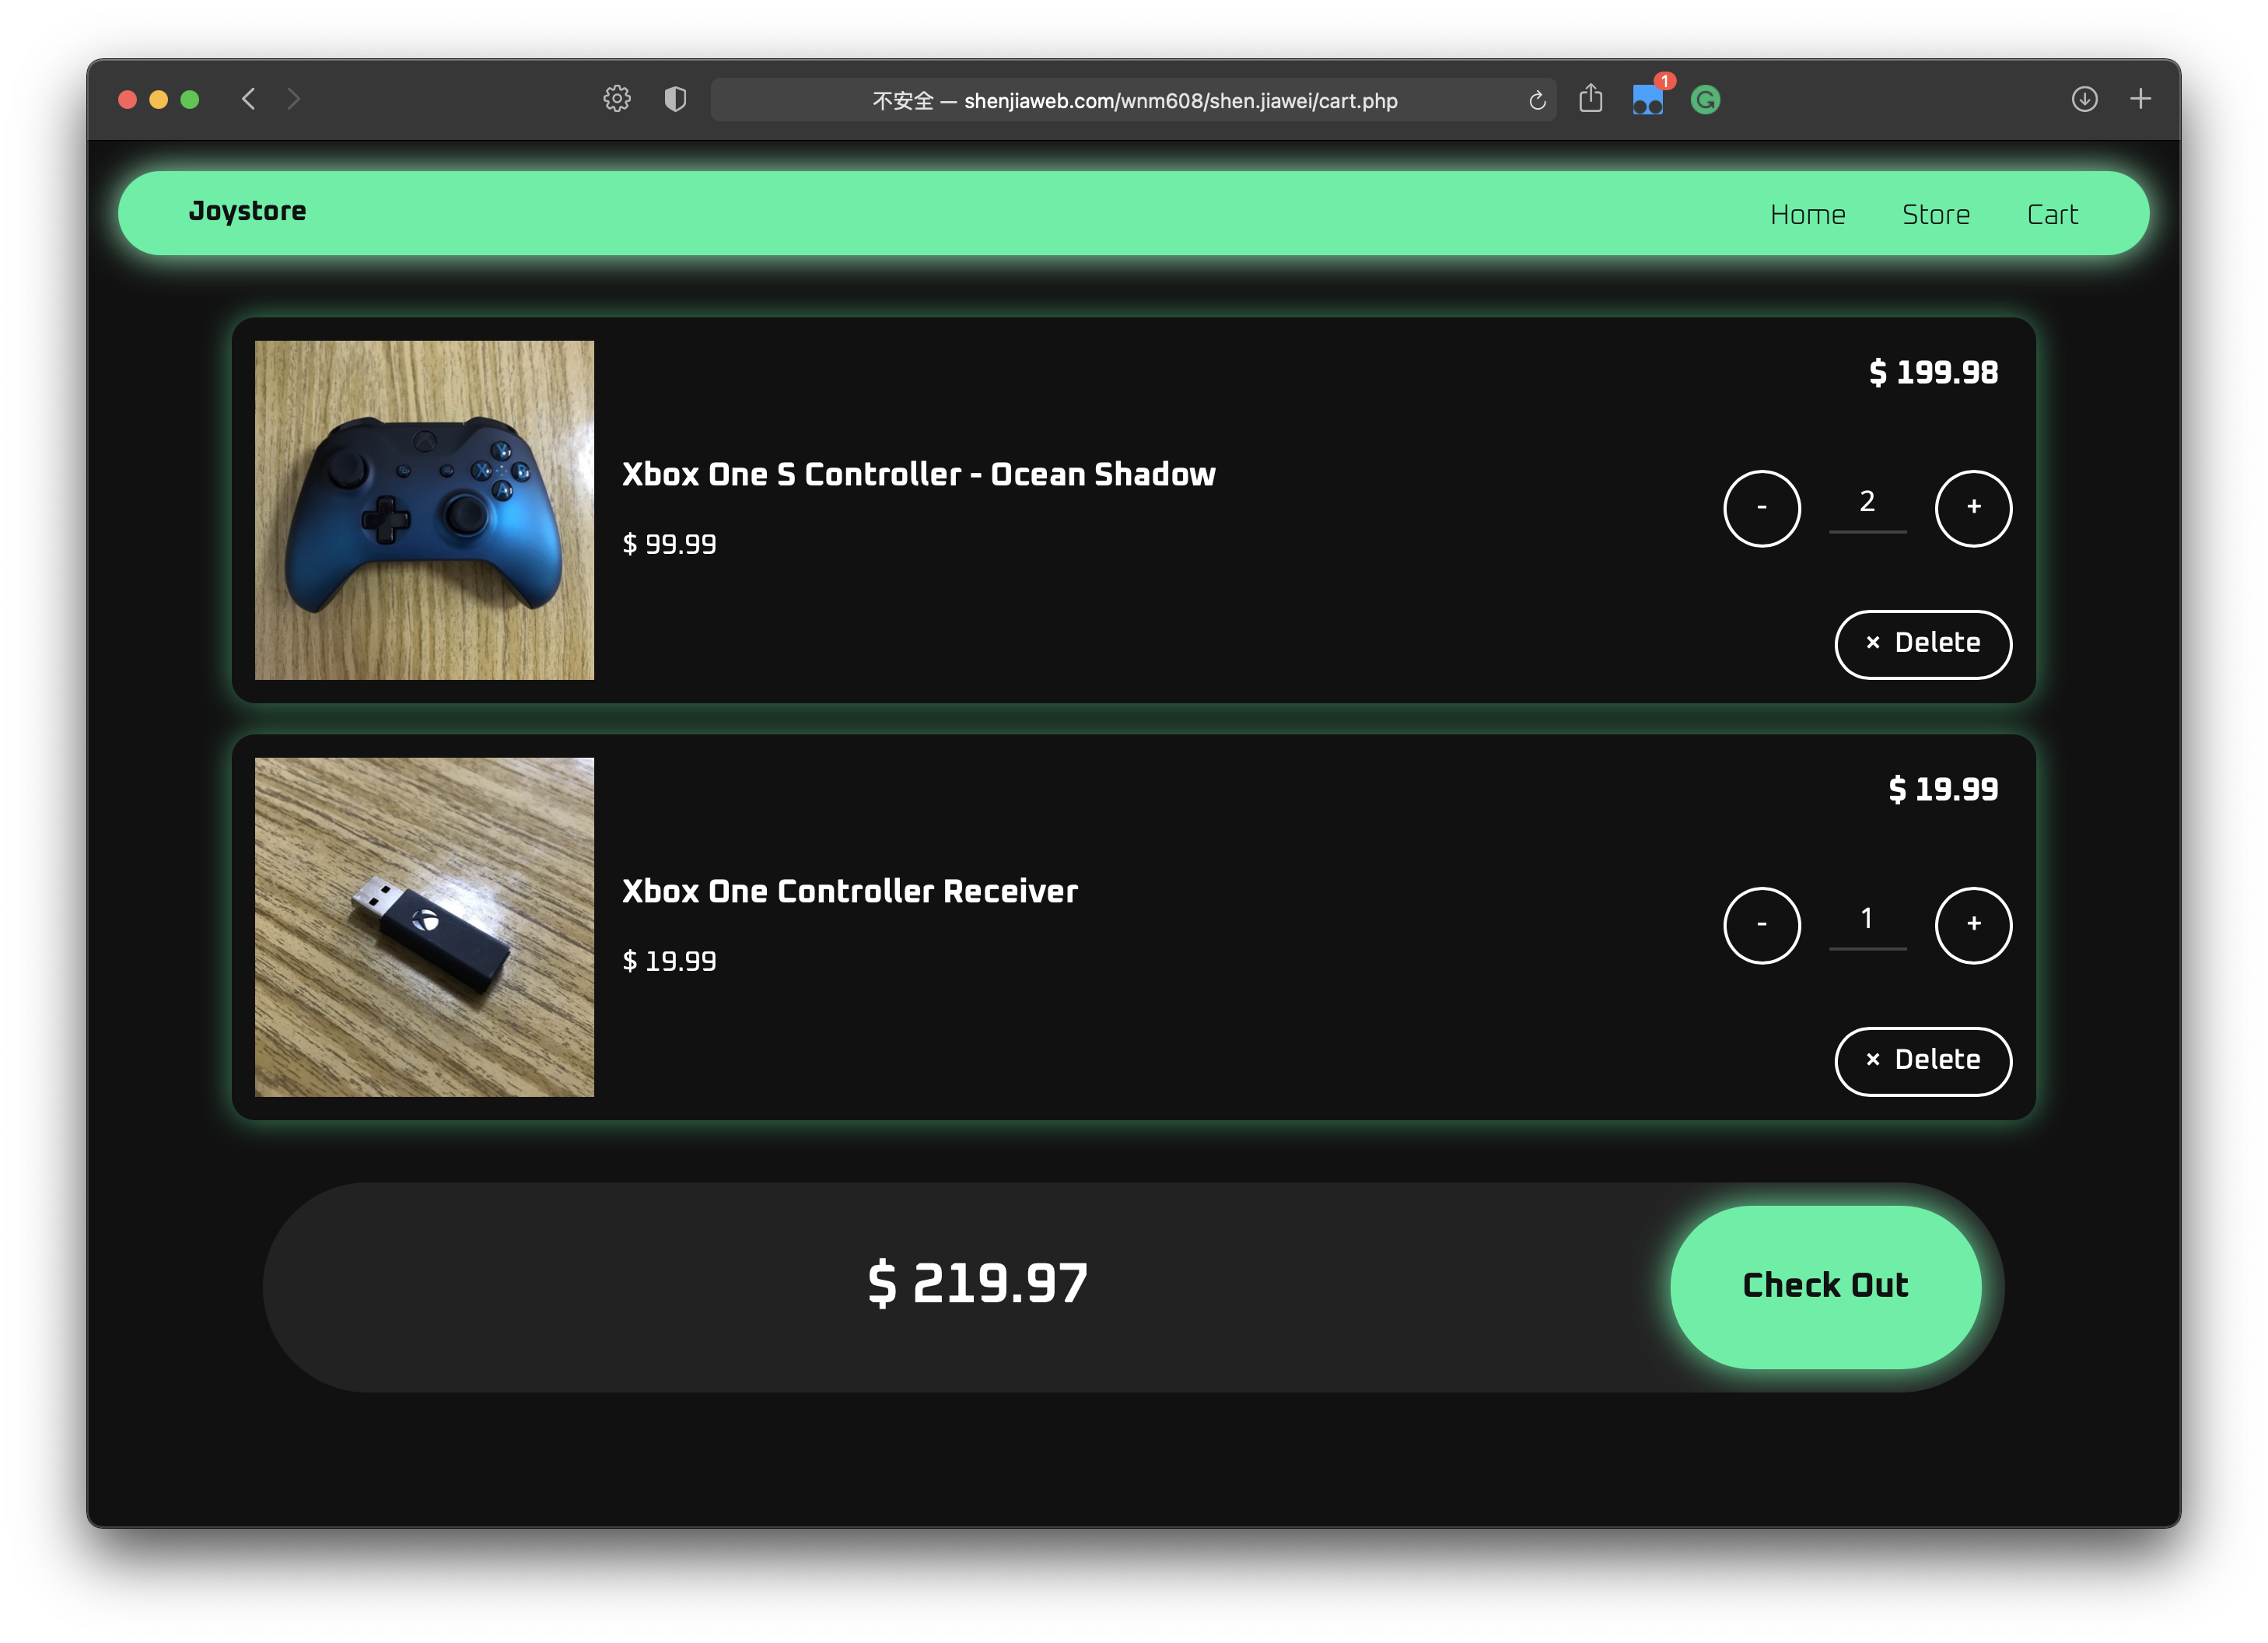 不安全 — shenjiaweb.com/wnm608/shen.jiawei/cart.php
1
Joystore
Home Store Cart
$ 199.98
Xbox One S Controller - Ocean Shadow
$ 99.99
- 2 +
× Delete
$ 19.99
Xbox One Controller Receiver
$ 19.99
- 1 +
× Delete
$ 219.97
Check Out
Y
X B
A